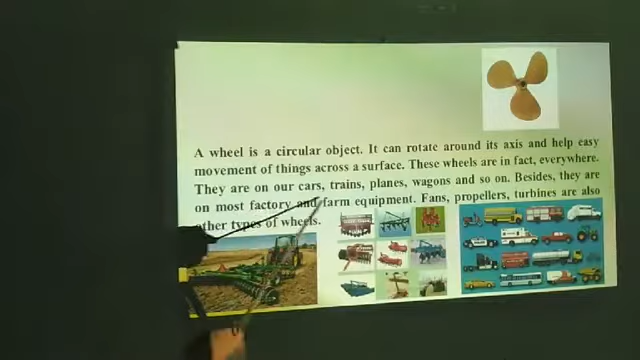 A wheel is a circular object. It can rotate around its axis and help easy
movement of things across a surface. These wheels are in fact, everywhere.
They are on our cars, trains, planes, wagons and so on. Besides, they are
on most factory and farm equipment. Fans, propellers, turbines are also
other types of wheels.